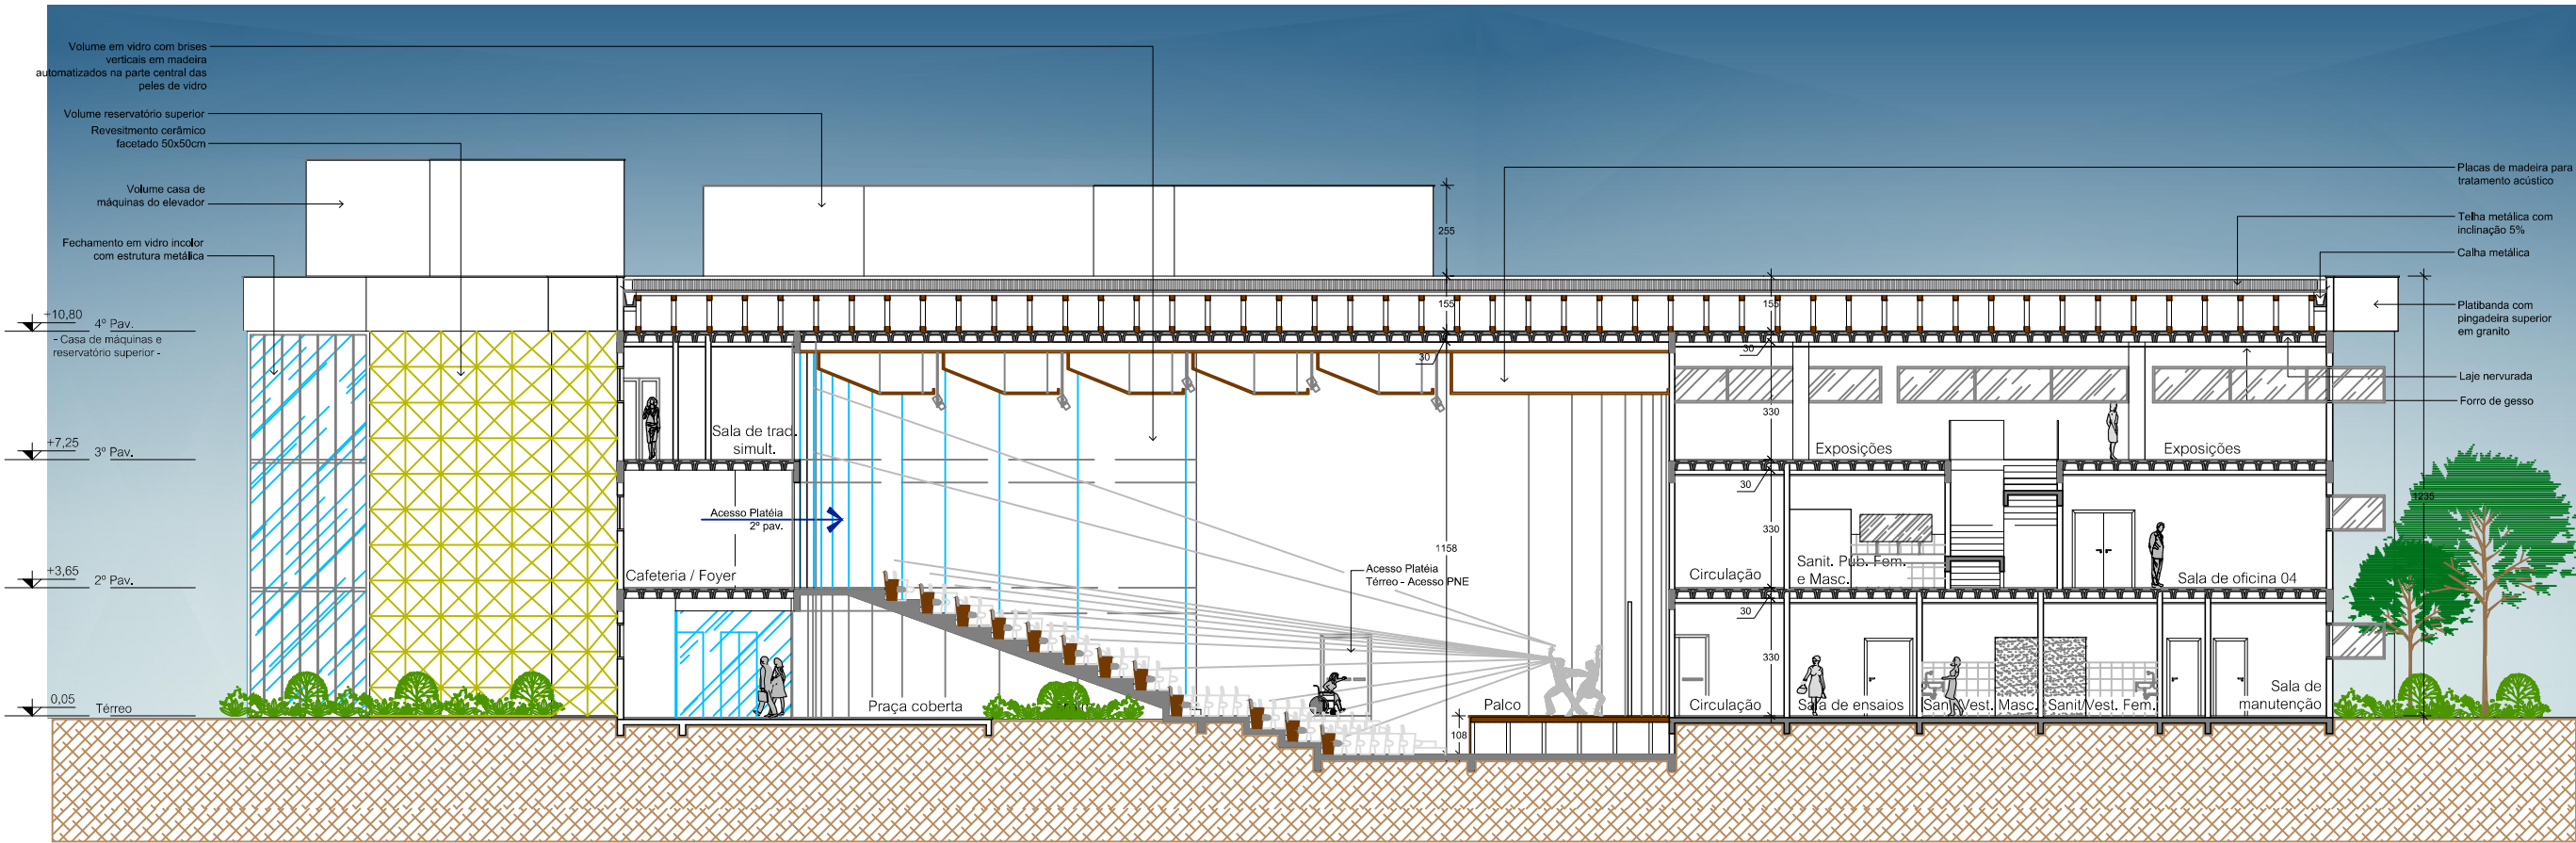 Volume em vidro com brises
verticais em madeira
automatizados na parte central das
peles de vidro
Volume reservatório superior
Revesitmento cerâmico
facetado 50x50cm
Volume casa de
máquinas do elevador
Fechamento em vidro incolor
com estrutura metálica
+10,80
4º Pav.
- Casa de máquinas e
reservatório superior -
+7,25
3º Pav.
+3,65
2º Pav.
0,05
Térreo
Sala de trad.
simult.
Acesso Platéia
2º pav.
Cafeteria / Foyer
Praça coberta
255
155
30
1158
108
Acesso Platéia
Térreo - Acesso PNE
Palco
155
30
330
30
330
30
330
Exposições
Exposições
Circulação
Sanit. Púb. Fem.
e Masc.
Sala de oficina 04
Circulação
Sala de ensaios
Sanit/Vest. Masc.
Sanit/Vest. Fem.
Sala de
manutenção
Placas de madeira para
tratamento acústico
Telha metálica com
inclinação 5%
Calha metálica
Platibanda com
pingadeira superior
em granito
Laje nervurada
Forro de gesso
1235